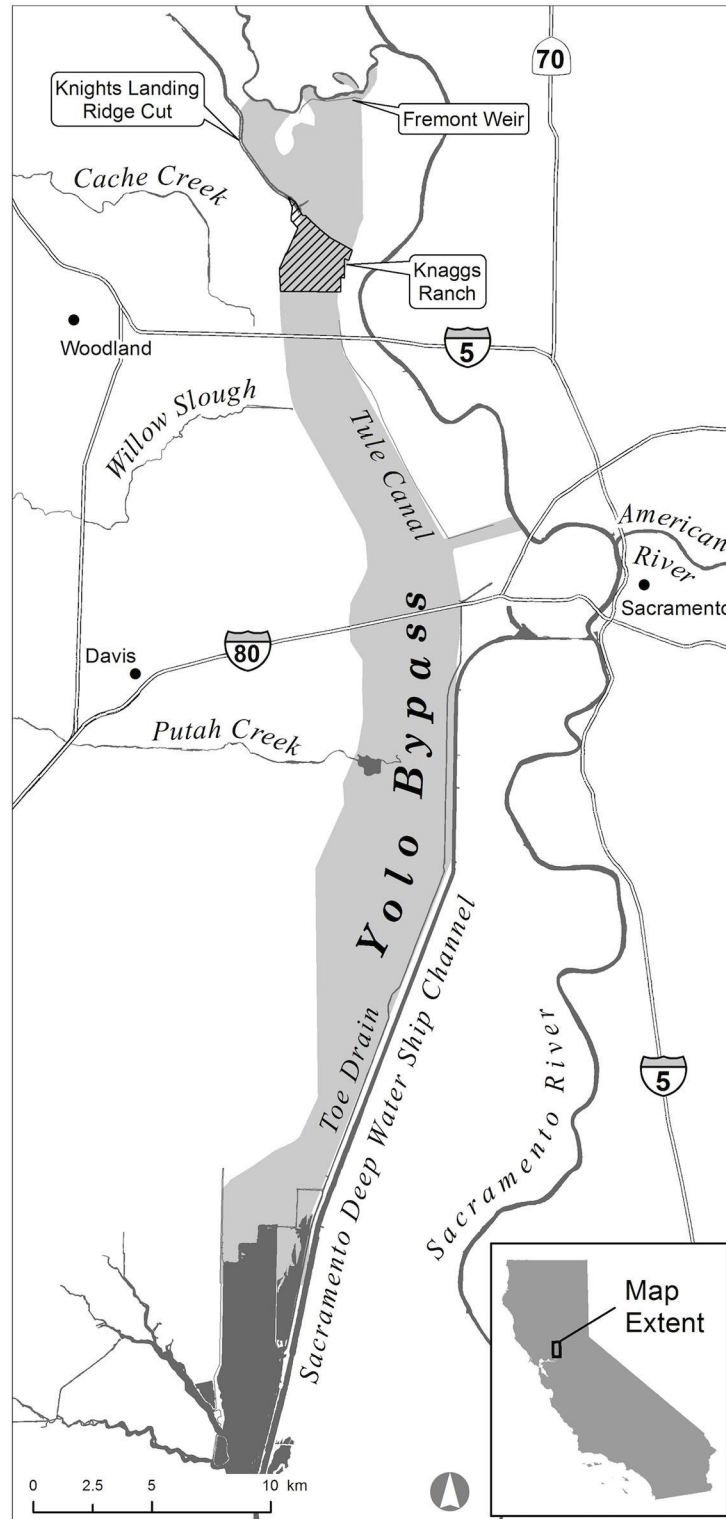 70
Knights Landing
Ridge Cut
Fremont Weir
Cache Creek
Knaggs
Ranch
Woodland
5
Willow Slough
Tule Canal
American
River
Sacramento
80
Davis
Putah Creek
Yolo Bypass
Toe Drain
Sacramento Deep Water Ship Channel
5
Sacramento River
Map
Extent
0 2.5 5 10 km